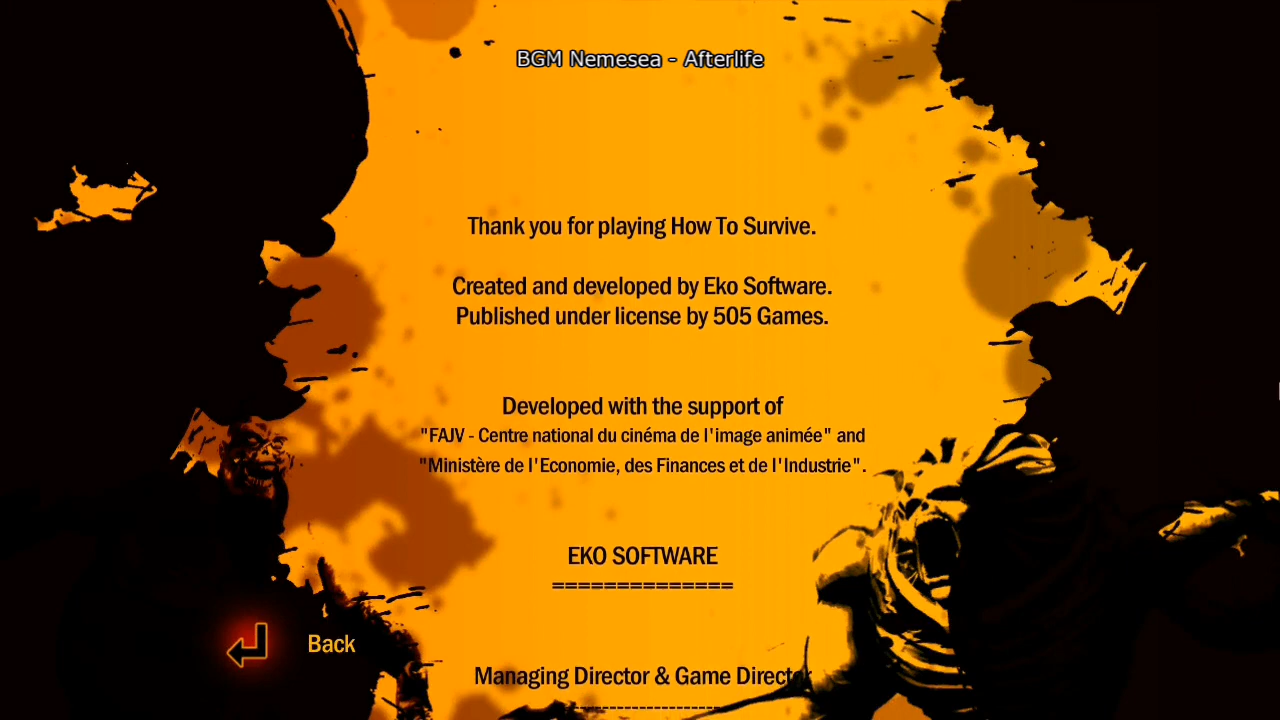 BGM Nemesea - Afterlife
Thank you for playing How To Survive.
Created and developed by Eko Software.
Published under license by 505 Games.
Developed with the support of
"FAJV - Centre national du cinéma de l'image animée" and
"Ministère de l'Economie, des Finances et de l'Industrie".
EKO SOFTWARE
==============
Back
Managing Director & Game Director
--------------------